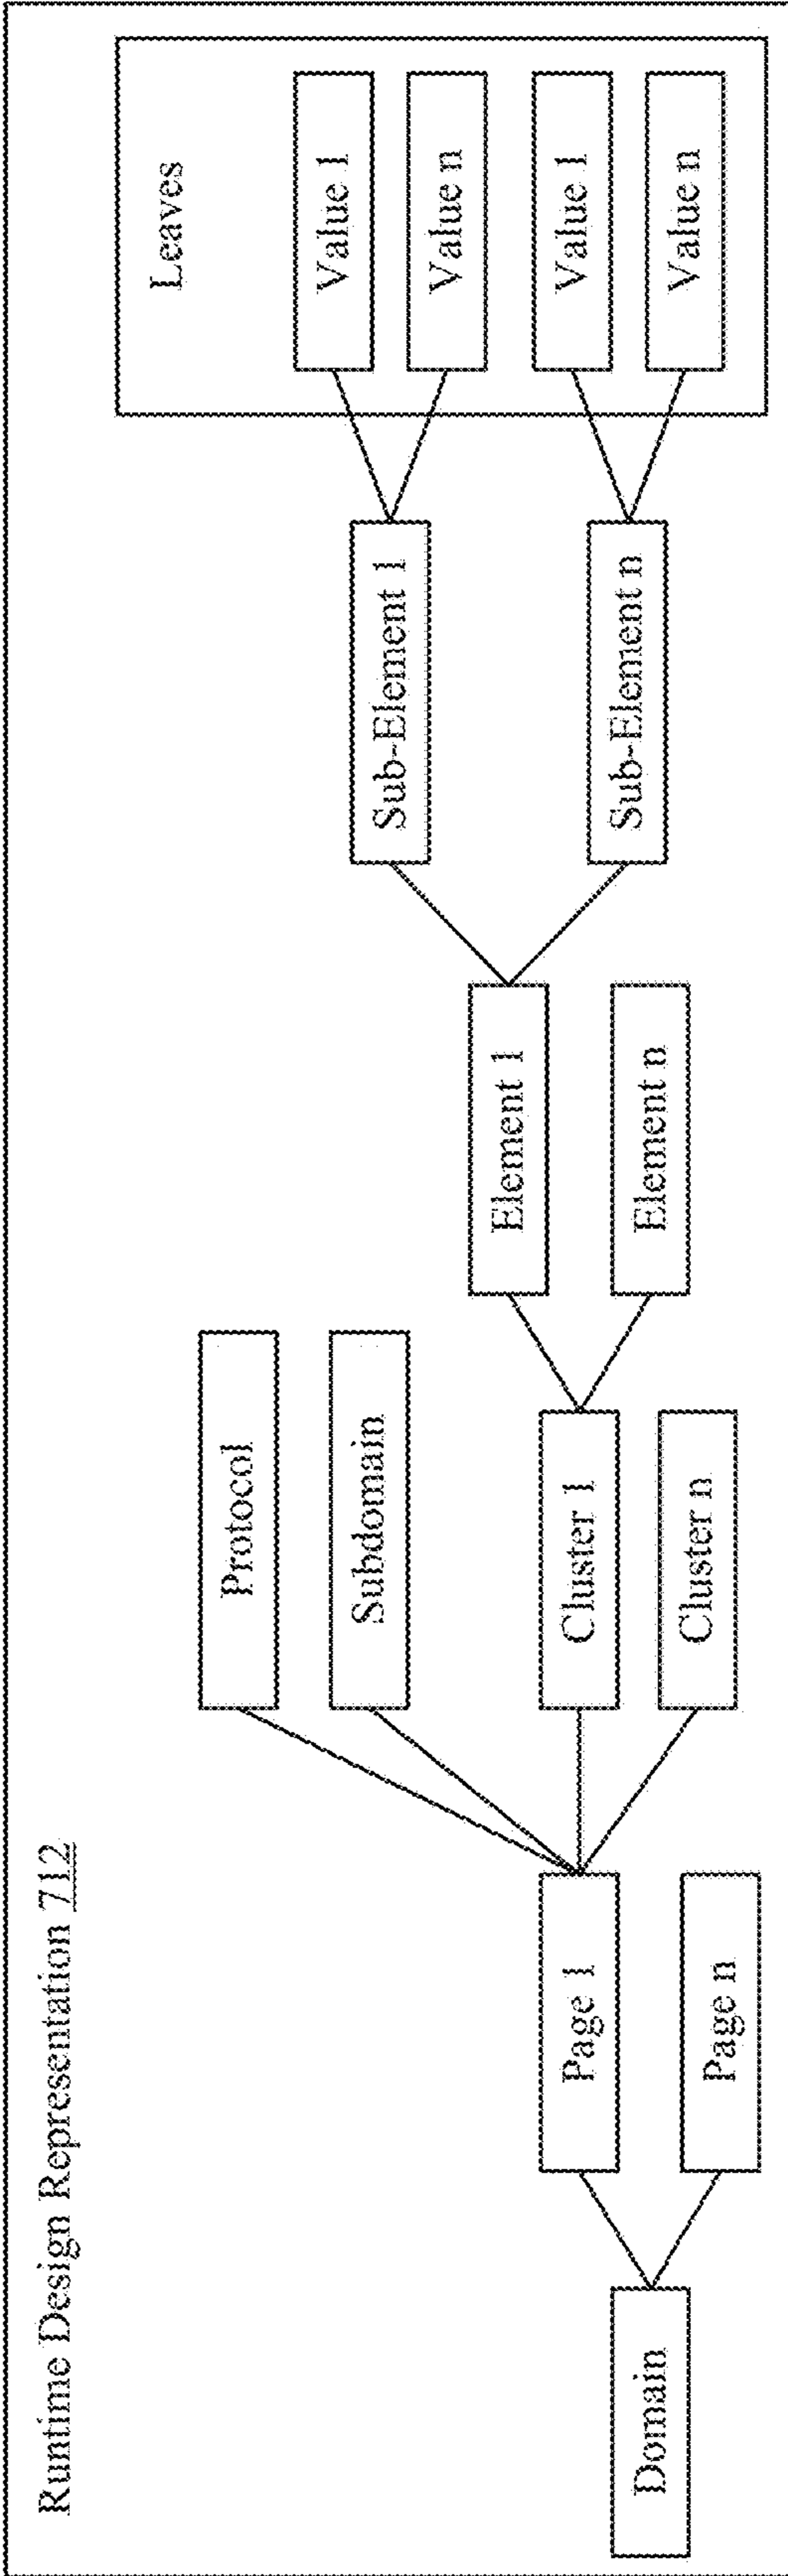 Runtime Design Representation 712
Domain
Page 1
Page n
Protocol
Subdomain
Cluster 1
Cluster n
Element 1
Element n
Sub-Element 1
Sub-Element n
Leaves
Value 1
Value n
Value 1
Value n